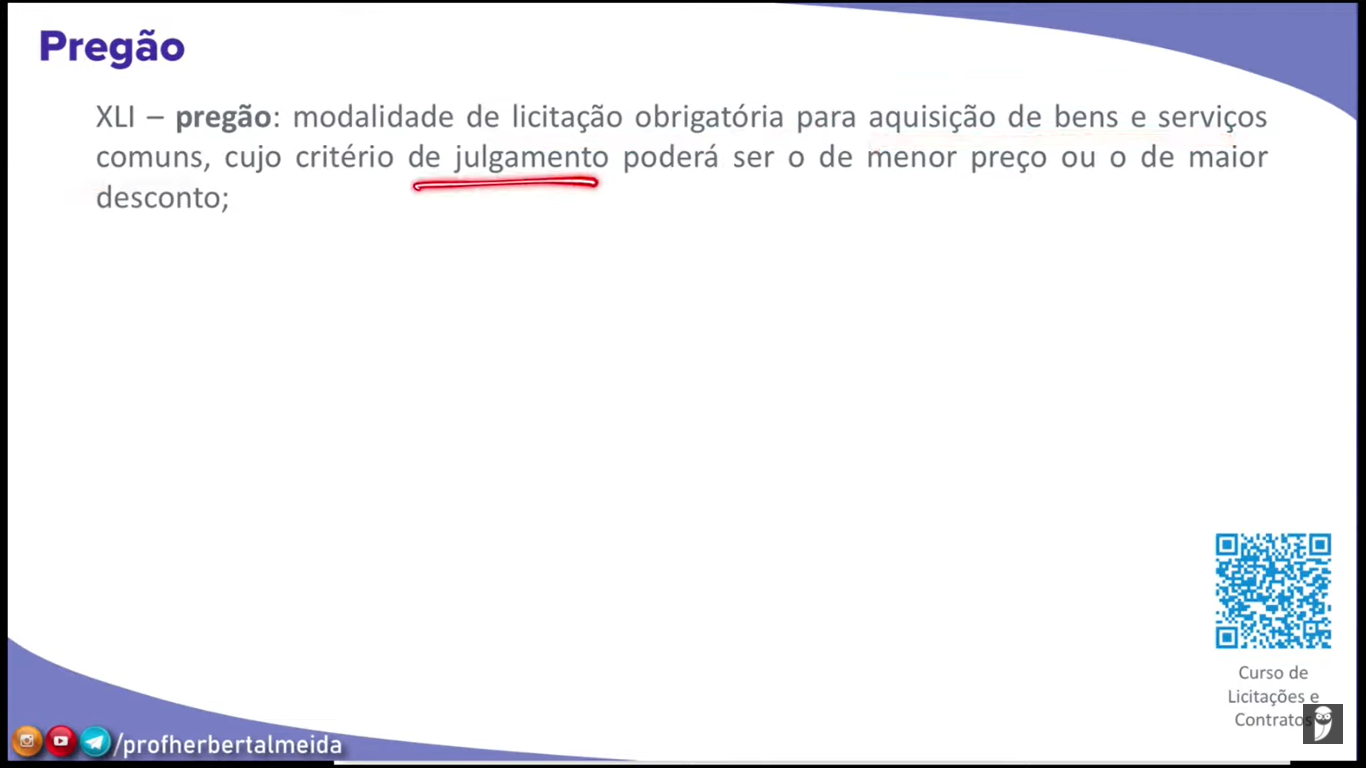 Pregão
XLI – pregão: modalidade de licitação obrigatória para aquisição de bens e serviços
comuns, cujo critério de julgamento poderá ser o de menor preço ou o de maior
desconto;
Curso de
Licitações e
Contratos
/profherbertalmeida